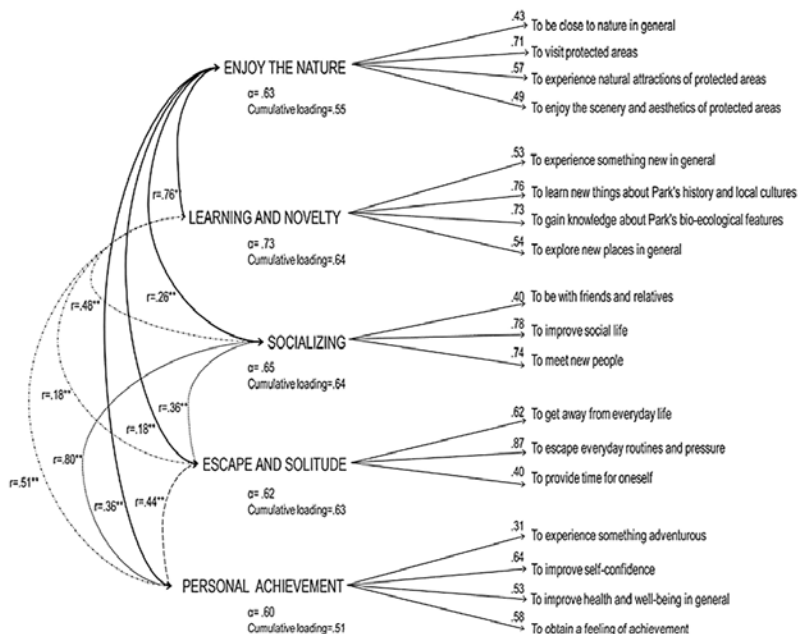 .43 To be close to nature in general
.71 To visit protected areas
ENJOY THE NATURE
.57 To experience natural attractions of protected areas
α= .63
.49 To enjoy the scenery and aesthetics of protected areas
Cumulative loading=.55
.53 To experience something new in general
r=.76**
.76 To learn new things about Park's history and local cultures
LEARNING AND NOVELTY
.73 To gain knowledge about Park's bio-ecological features
α= .73
.54 To explore new places in general
Cumulative loading=.64
r=.48**
r=.26**
.40 To be with friends and relatives
.78 To improve social life
SOCIALIZING
.74 To meet new people
α= .65
Cumulative loading=.64
r=.18**
r=.36**
.62 To get away from everyday life
r=.18**
.87 To escape everyday routines and pressure
r=.80**
ESCAPE AND SOLITUDE
.40 To provide time for oneself
r=.51**
α= .62
r=.36**
r=.44**
Cumulative loading=.63
.31 To experience something adventurous
.64 To improve self-confidence
PERSONAL ACHIEVEMENT
.53 To improve health and well-being in general
α= .60
.58 To obtain a feeling of achievement
Cumulative loading=.51